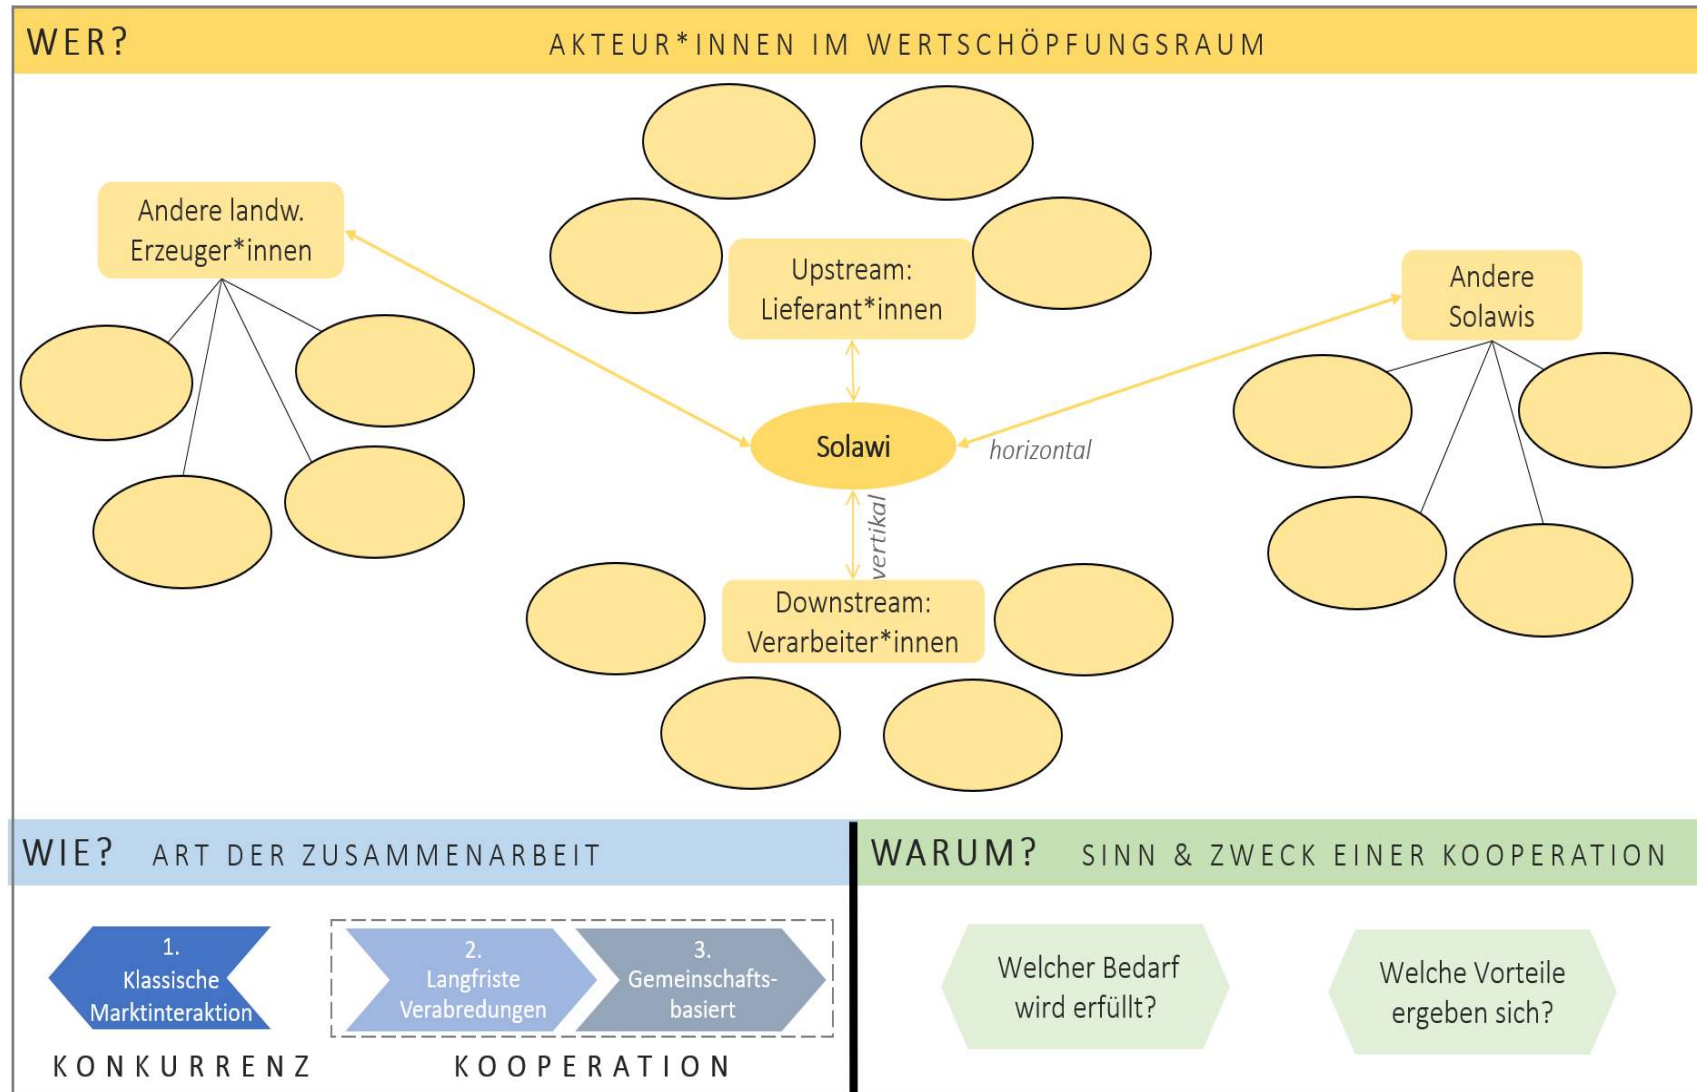 WER? AKTEUR*INNEN IM WERTSCHÖPFUNGSRAUM
Andere landw.
Erzeuger*innen
Upstream:
Lieferant*innen
Andere
Solawis
Solawi
horizontal
vertikal
Downstream:
Verarbeiter*innen
WIE? ART DER ZUSAMMENARBEIT
1.
Klassische
Marktinteraktion
2.
Langfriste
Verabredungen
3.
Gemeinschafts-
basiert
KONKURRENZ
KOOPERATION
WARUM? SINN & ZWECK EINER KOOPERATION
Welcher Bedarf
wird erfüllt?
Welche Vorteile
ergeben sich?